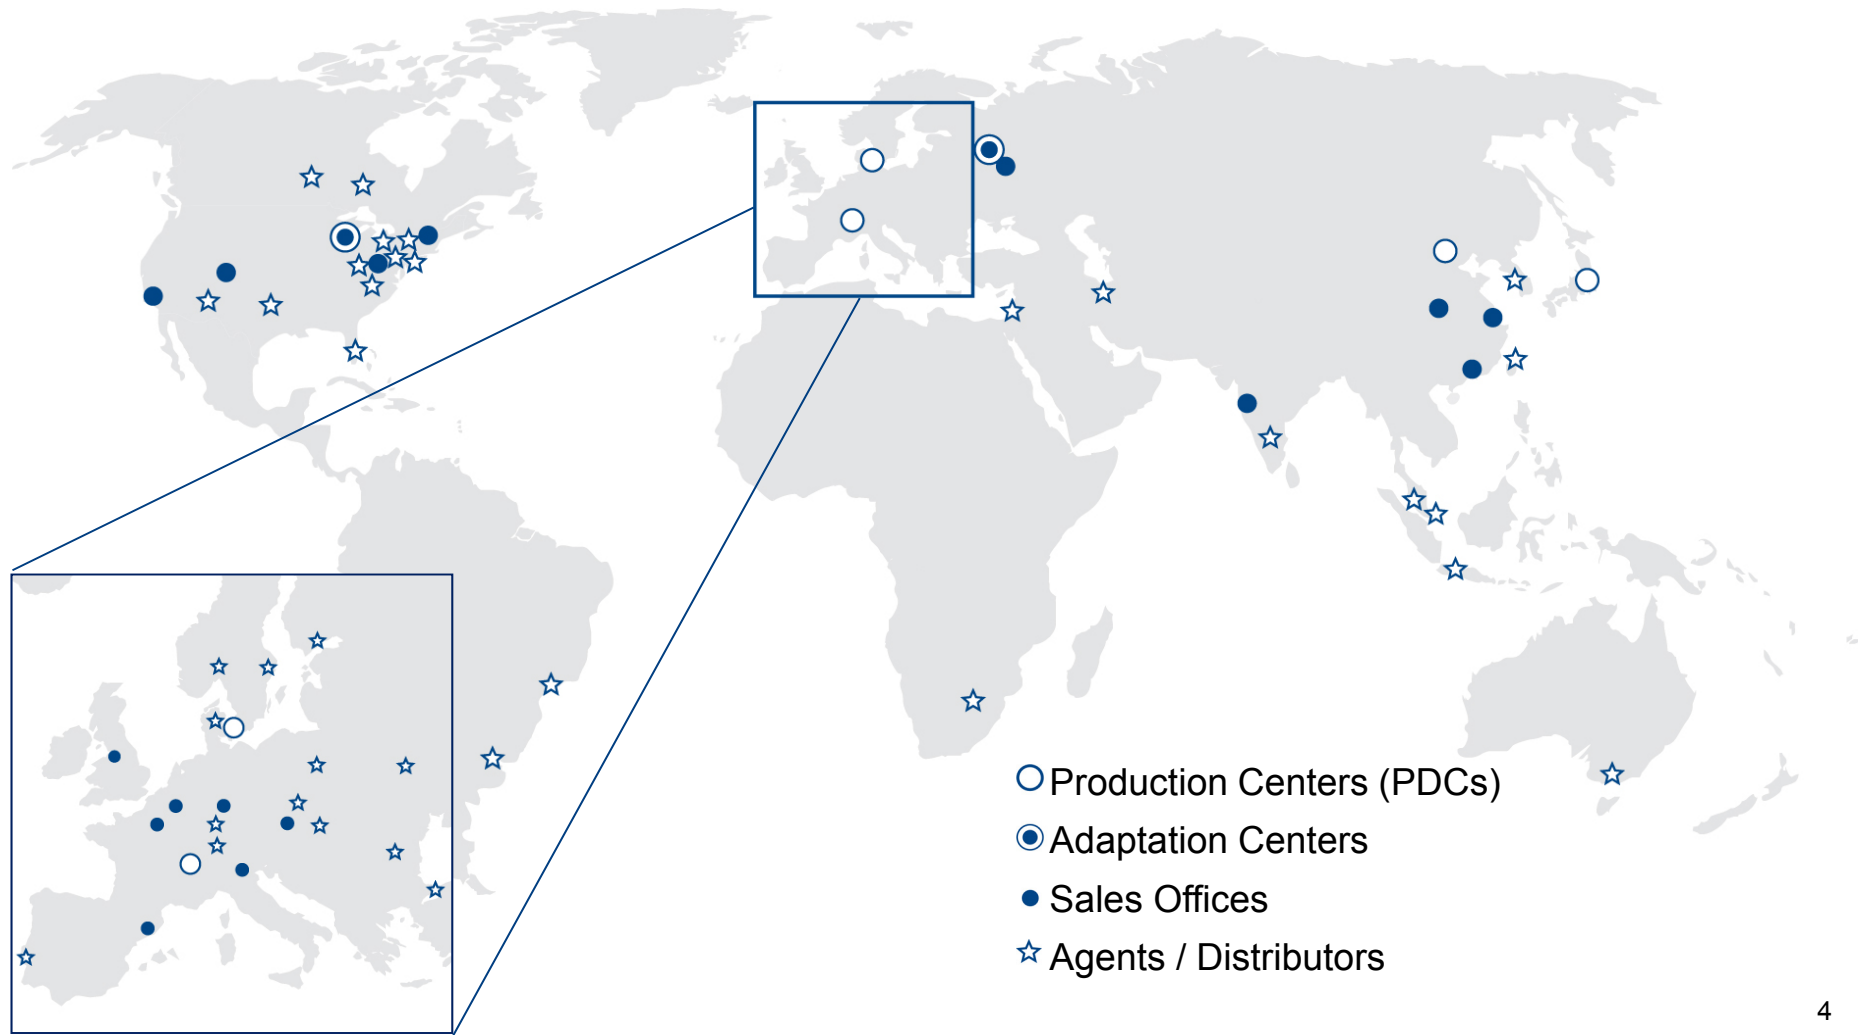 Production Centers (PDCs)
Adaptation Centers
Sales Offices
Agents / Distributors
4